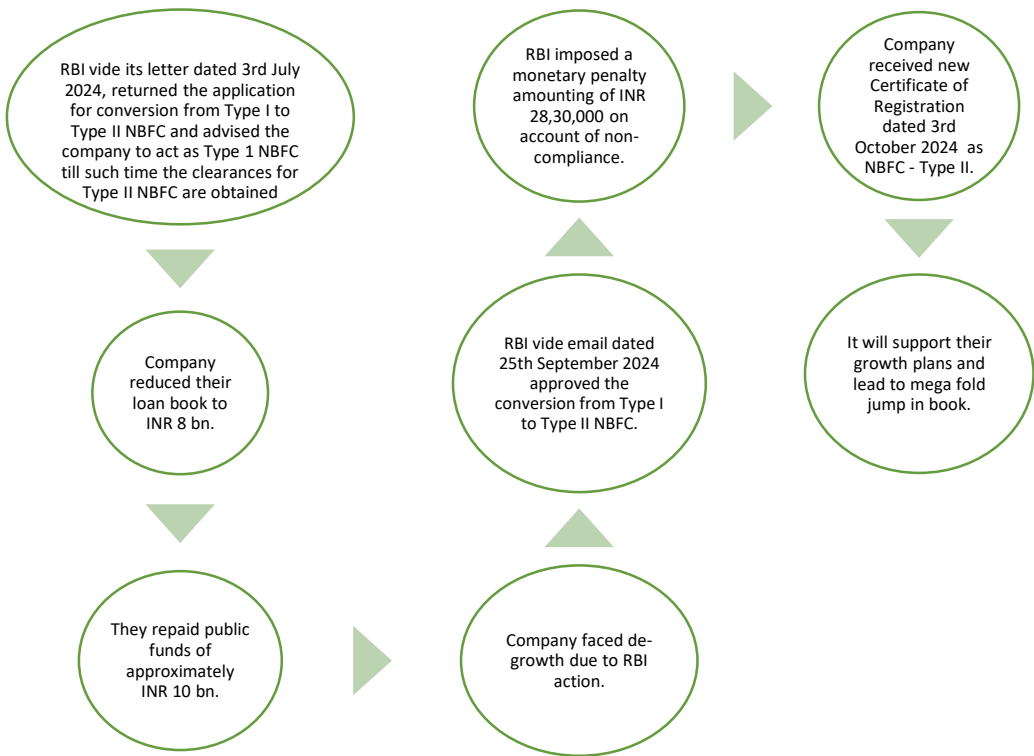 RBI vide its letter dated 3rd July
2024, returned the application
for conversion from Type I to
Type II NBFC and advised the
company to act as Type 1 NBFC
till such time the clearances for
Type II NBFC are obtained
Company
reduced their
loan book to
INR 8 bn.
They repaid public
funds of
approximately
INR 10 bn.
Company faced de-
growth due to RBI
action.
RBI vide email dated
25th September 2024
approved the
conversion from Type I
to Type II NBFC.
RBI imposed a
monetary penalty
amounting of INR
28,30,000 on
account of non-
compliance.
Company
received new
Certificate of
Registration
dated 3rd
October 2024 as
NBFC - Type II.
It will support their
growth plans and
lead to mega fold
jump in book.